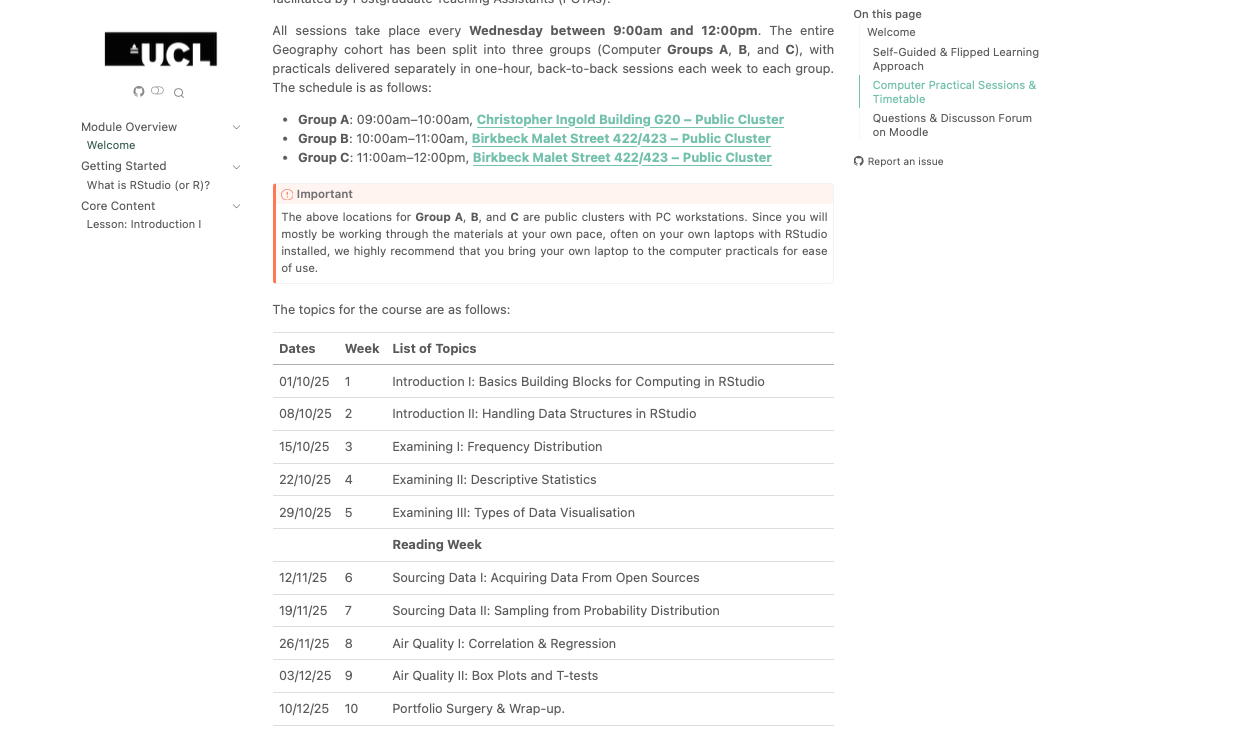 facilitated by Postgraduate Teaching Assistants (PGTAs).
All sessions take place every Wednesday between 9:00am and 12:00pm. The entire
Geography cohort has been split into three groups (Computer Groups A, B, and C), with
practicals delivered separately in one-hour, back-to-back sessions each week to each group.
The schedule is as follows:
• Group A: 09:00am–10:00am, Christopher Ingold Building G20 – Public Cluster
• Group B: 10:00am–11:00am, Birkbeck Malet Street 422/423 – Public Cluster
• Group C: 11:00am–12:00pm, Birkbeck Malet Street 422/423 – Public Cluster
Important
The above locations for Group A, B, and C are public clusters with PC workstations. Since you will
mostly be working through the materials at your own pace, often on your own laptops with RStudio
installed, we highly recommend that you bring your own laptop to the computer practicals for ease
of use.
The topics for the course are as follows:
Dates Week List of Topics
01/10/25 1 Introduction I: Basics Building Blocks for Computing in RStudio
08/10/25 2 Introduction II: Handling Data Structures in RStudio
15/10/25 3 Examining I: Frequency Distribution
22/10/25 4 Examining II: Descriptive Statistics
29/10/25 5 Examining III: Types of Data Visualisation
Reading Week
12/11/25 6 Sourcing Data I: Acquiring Data From Open Sources
19/11/25 7 Sourcing Data II: Sampling from Probability Distribution
26/11/25 8 Air Quality I: Correlation & Regression
03/12/25 9 Air Quality II: Box Plots and T-tests
10/12/25 10 Portfolio Surgery & Wrap-up.
UCL
Module Overview
Welcome
Getting Started
What is RStudio (or R)?
Core Content
Lesson: Introduction I
On this page
Welcome
Self-Guided & Flipped Learning
Approach
Computer Practical Sessions &
Timetable
Questions & Discusson Forum
on Moodle
Report an issue